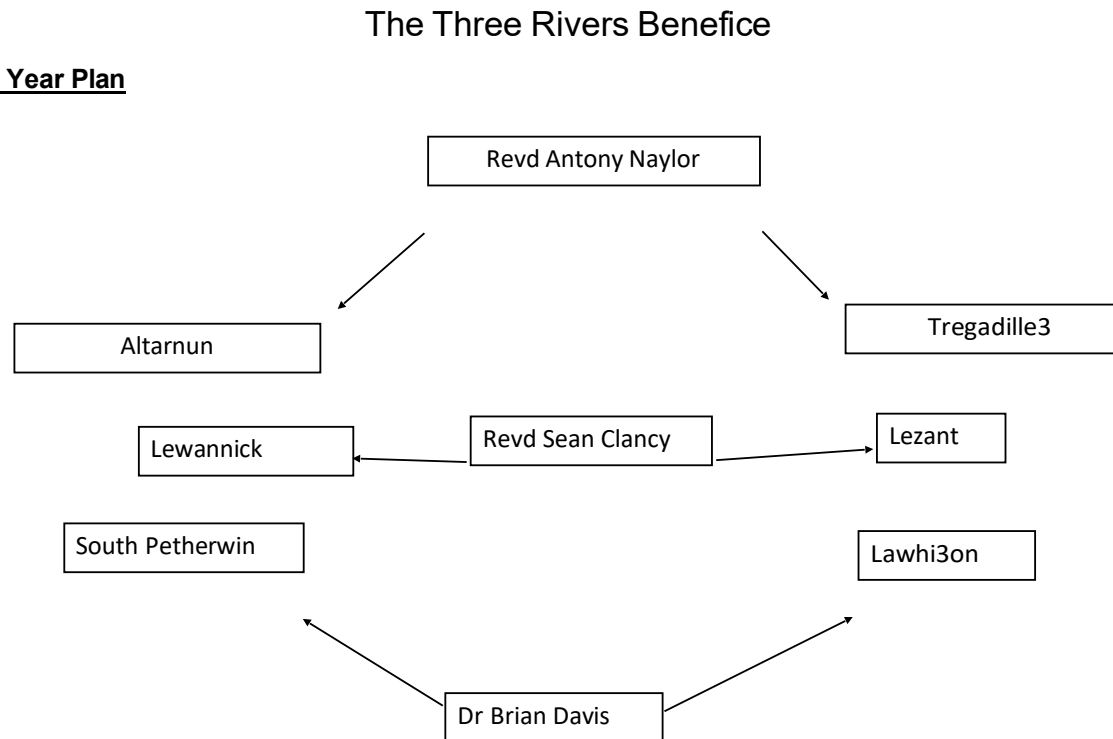 The Three Rivers Benefice
Year Plan
Revd Antony Naylor
Altarnun
Tregadille3
Lewannick
Revd Sean Clancy
Lezant
South Petherwin
Lawhi3on
Dr Brian Davis